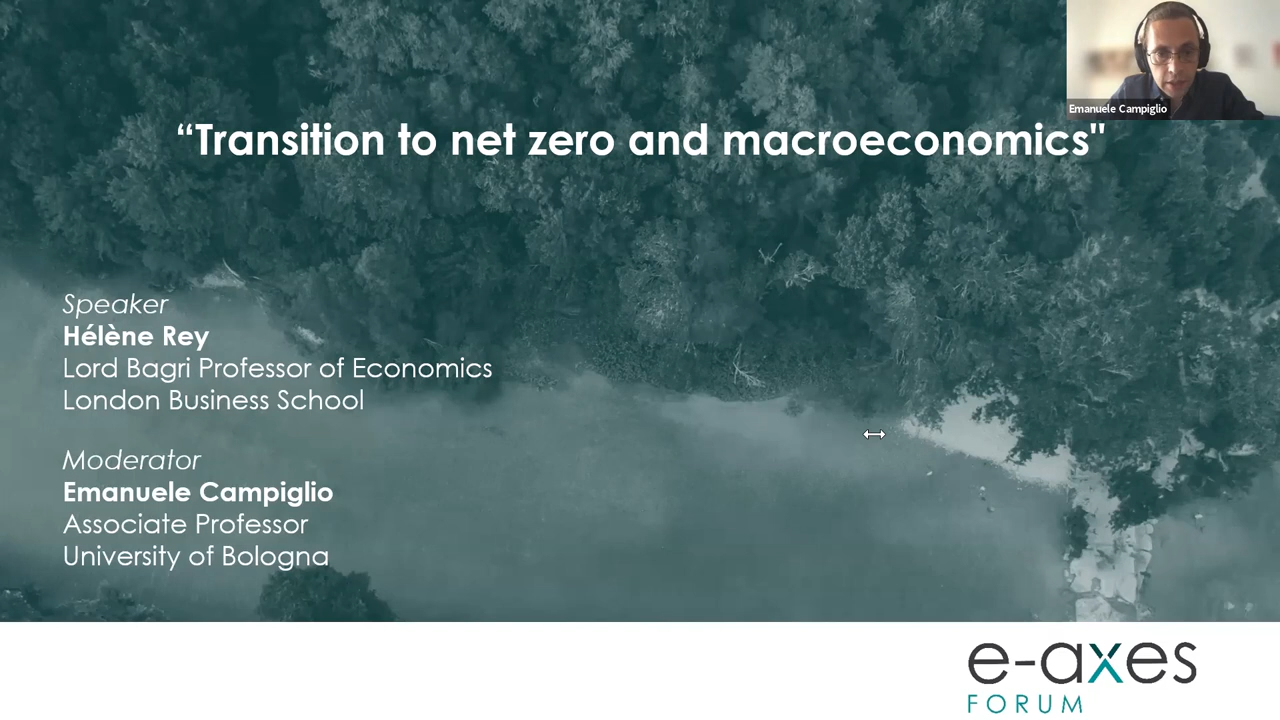 Emanuele Campiglio
“Transition to net zero and macroeconomics"
Speaker
Hélène Rey
Lord Bagri Professor of Economics
London Business School
Moderator
Emanuele Campiglio
Associate Professor
University of Bologna
e-axes
FORUM